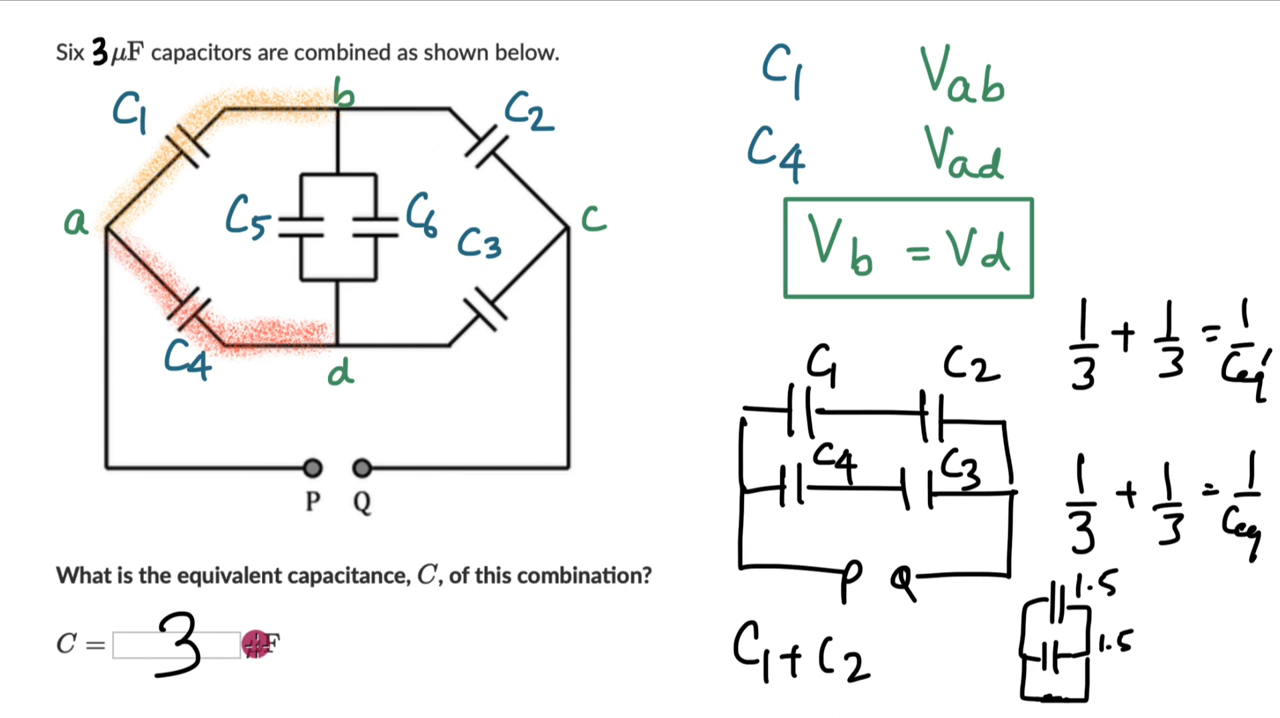 Six 3 μF capacitors are combined as shown below.
C1
b
C2
a
C5
C6
C3
C
C4
d
P Q
What is the equivalent capacitance, C, of this combination?
C = 3 F
C1 Vab
C4 Vad
Vb = Vd
1/3 + 1/3 = 1/Ceq'
C1 C2
C4 C3
P Q
1/3 + 1/3 = 1/Ceq
1.5
1.5
C1 + C2